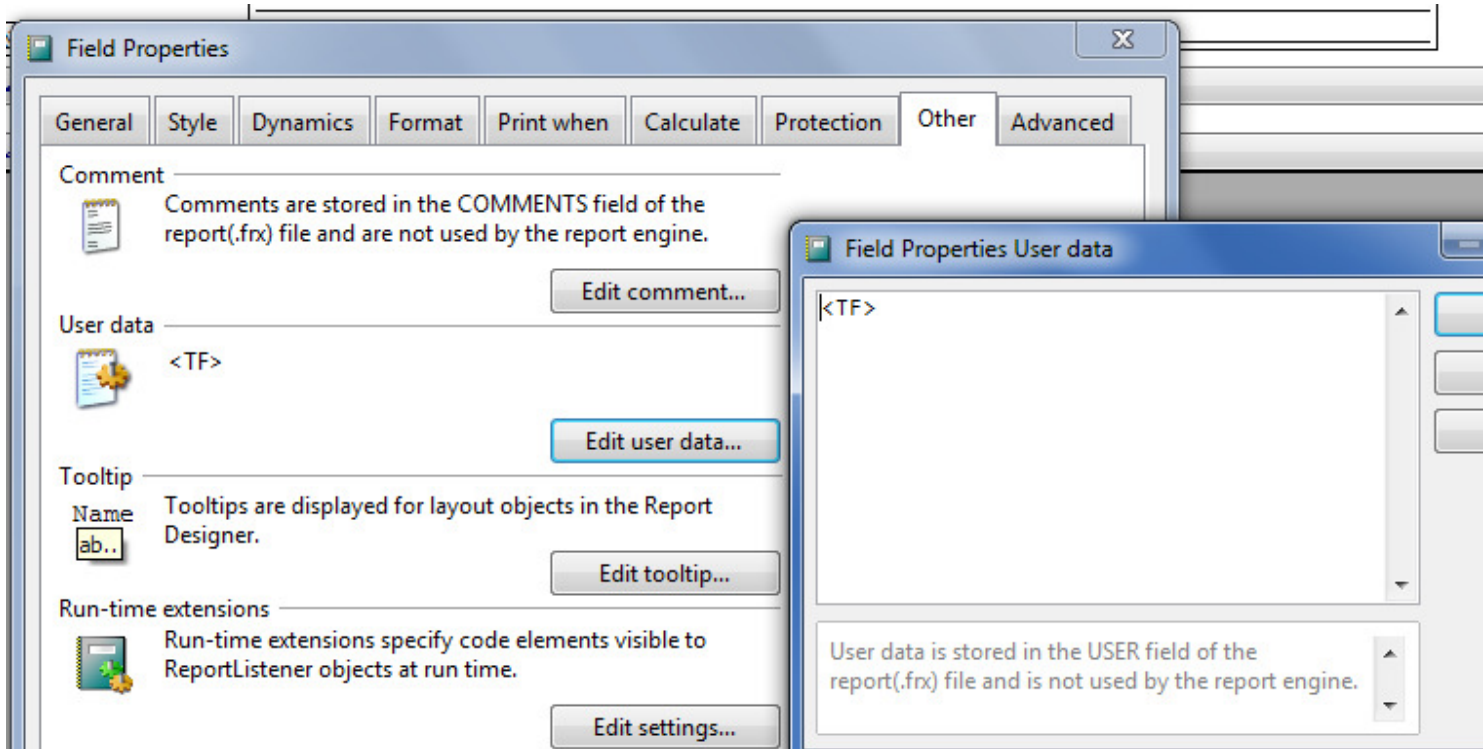 Field Properties
General Style Dynamics Format Print when Calculate Protection Other Advanced
Comment
Comments are stored in the COMMENTS field of the
report(.frx) file and are not used by the report engine.
Edit comment...
User data
<TF>
Edit user data...
Tooltip
Name
ab..
Tooltips are displayed for layout objects in the Report
Designer.
Edit tooltip...
Run-time extensions
Run-time extensions specify code elements visible to
ReportListener objects at run time.
Edit settings...
Field Properties User data
<TF>
User data is stored in the USER field of the
report(.frx) file and is not used by the report engine.